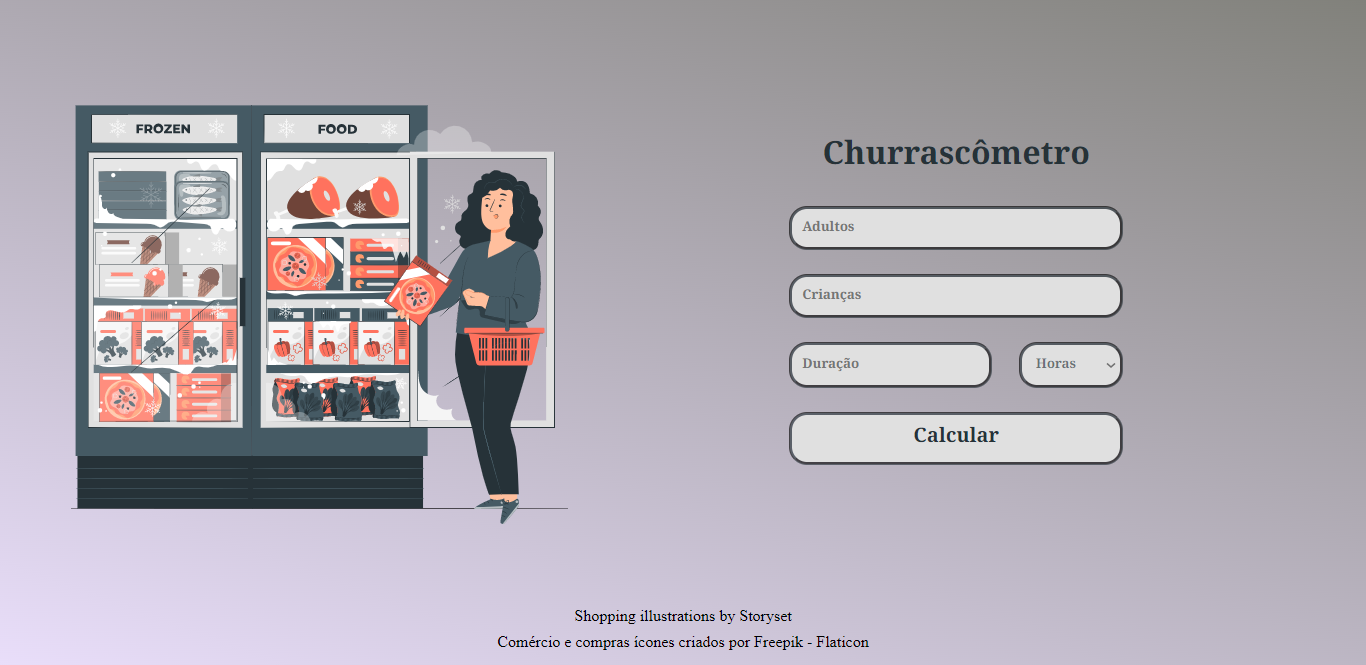 FROZEN
FOOD
Churrascômetro
Adultos
Crianças
Duração
Horas
Calcular
Shopping illustrations by Storyset
Comércio e compras ícones criados por Freepik - Flaticon